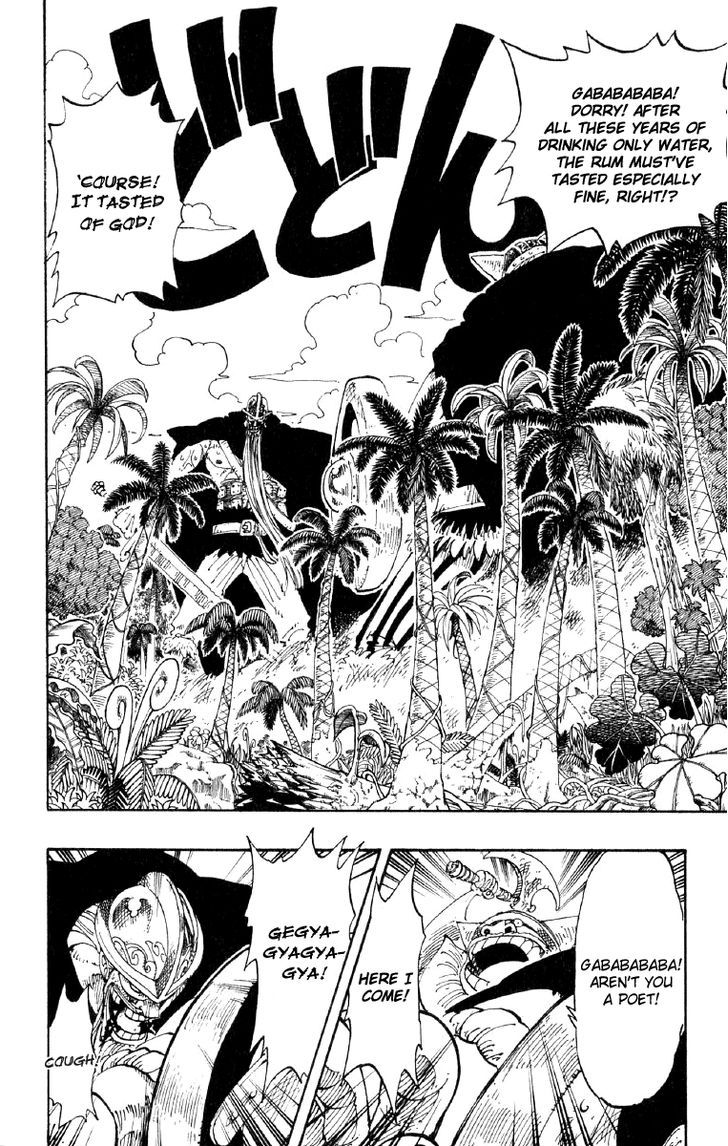 GABABABABA!
DORRY! AFTER
ALL THESE YEARS OF
DRINKING ONLY WATER,
THE RUM MUST'VE
TASTED ESPECIALLY
FINE, RIGHT!?
どどん
'COURSE!
IT TASTED
OF GOD!
GABABABABA!
AREN'T YOU
A POET!
HERE I
COME!
GEGYA-
GYAGYA-
GYA!
COUGH!